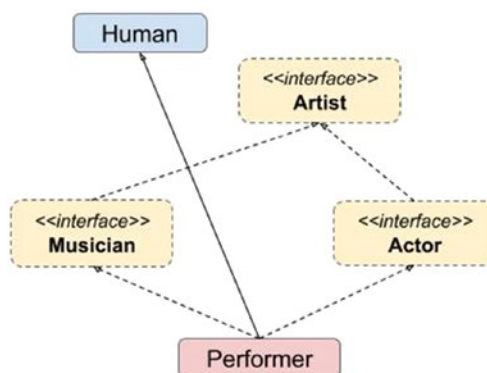 Human
<<interface>>
Artist
<<interface>>
Musician
<<interface>>
Actor
Performer